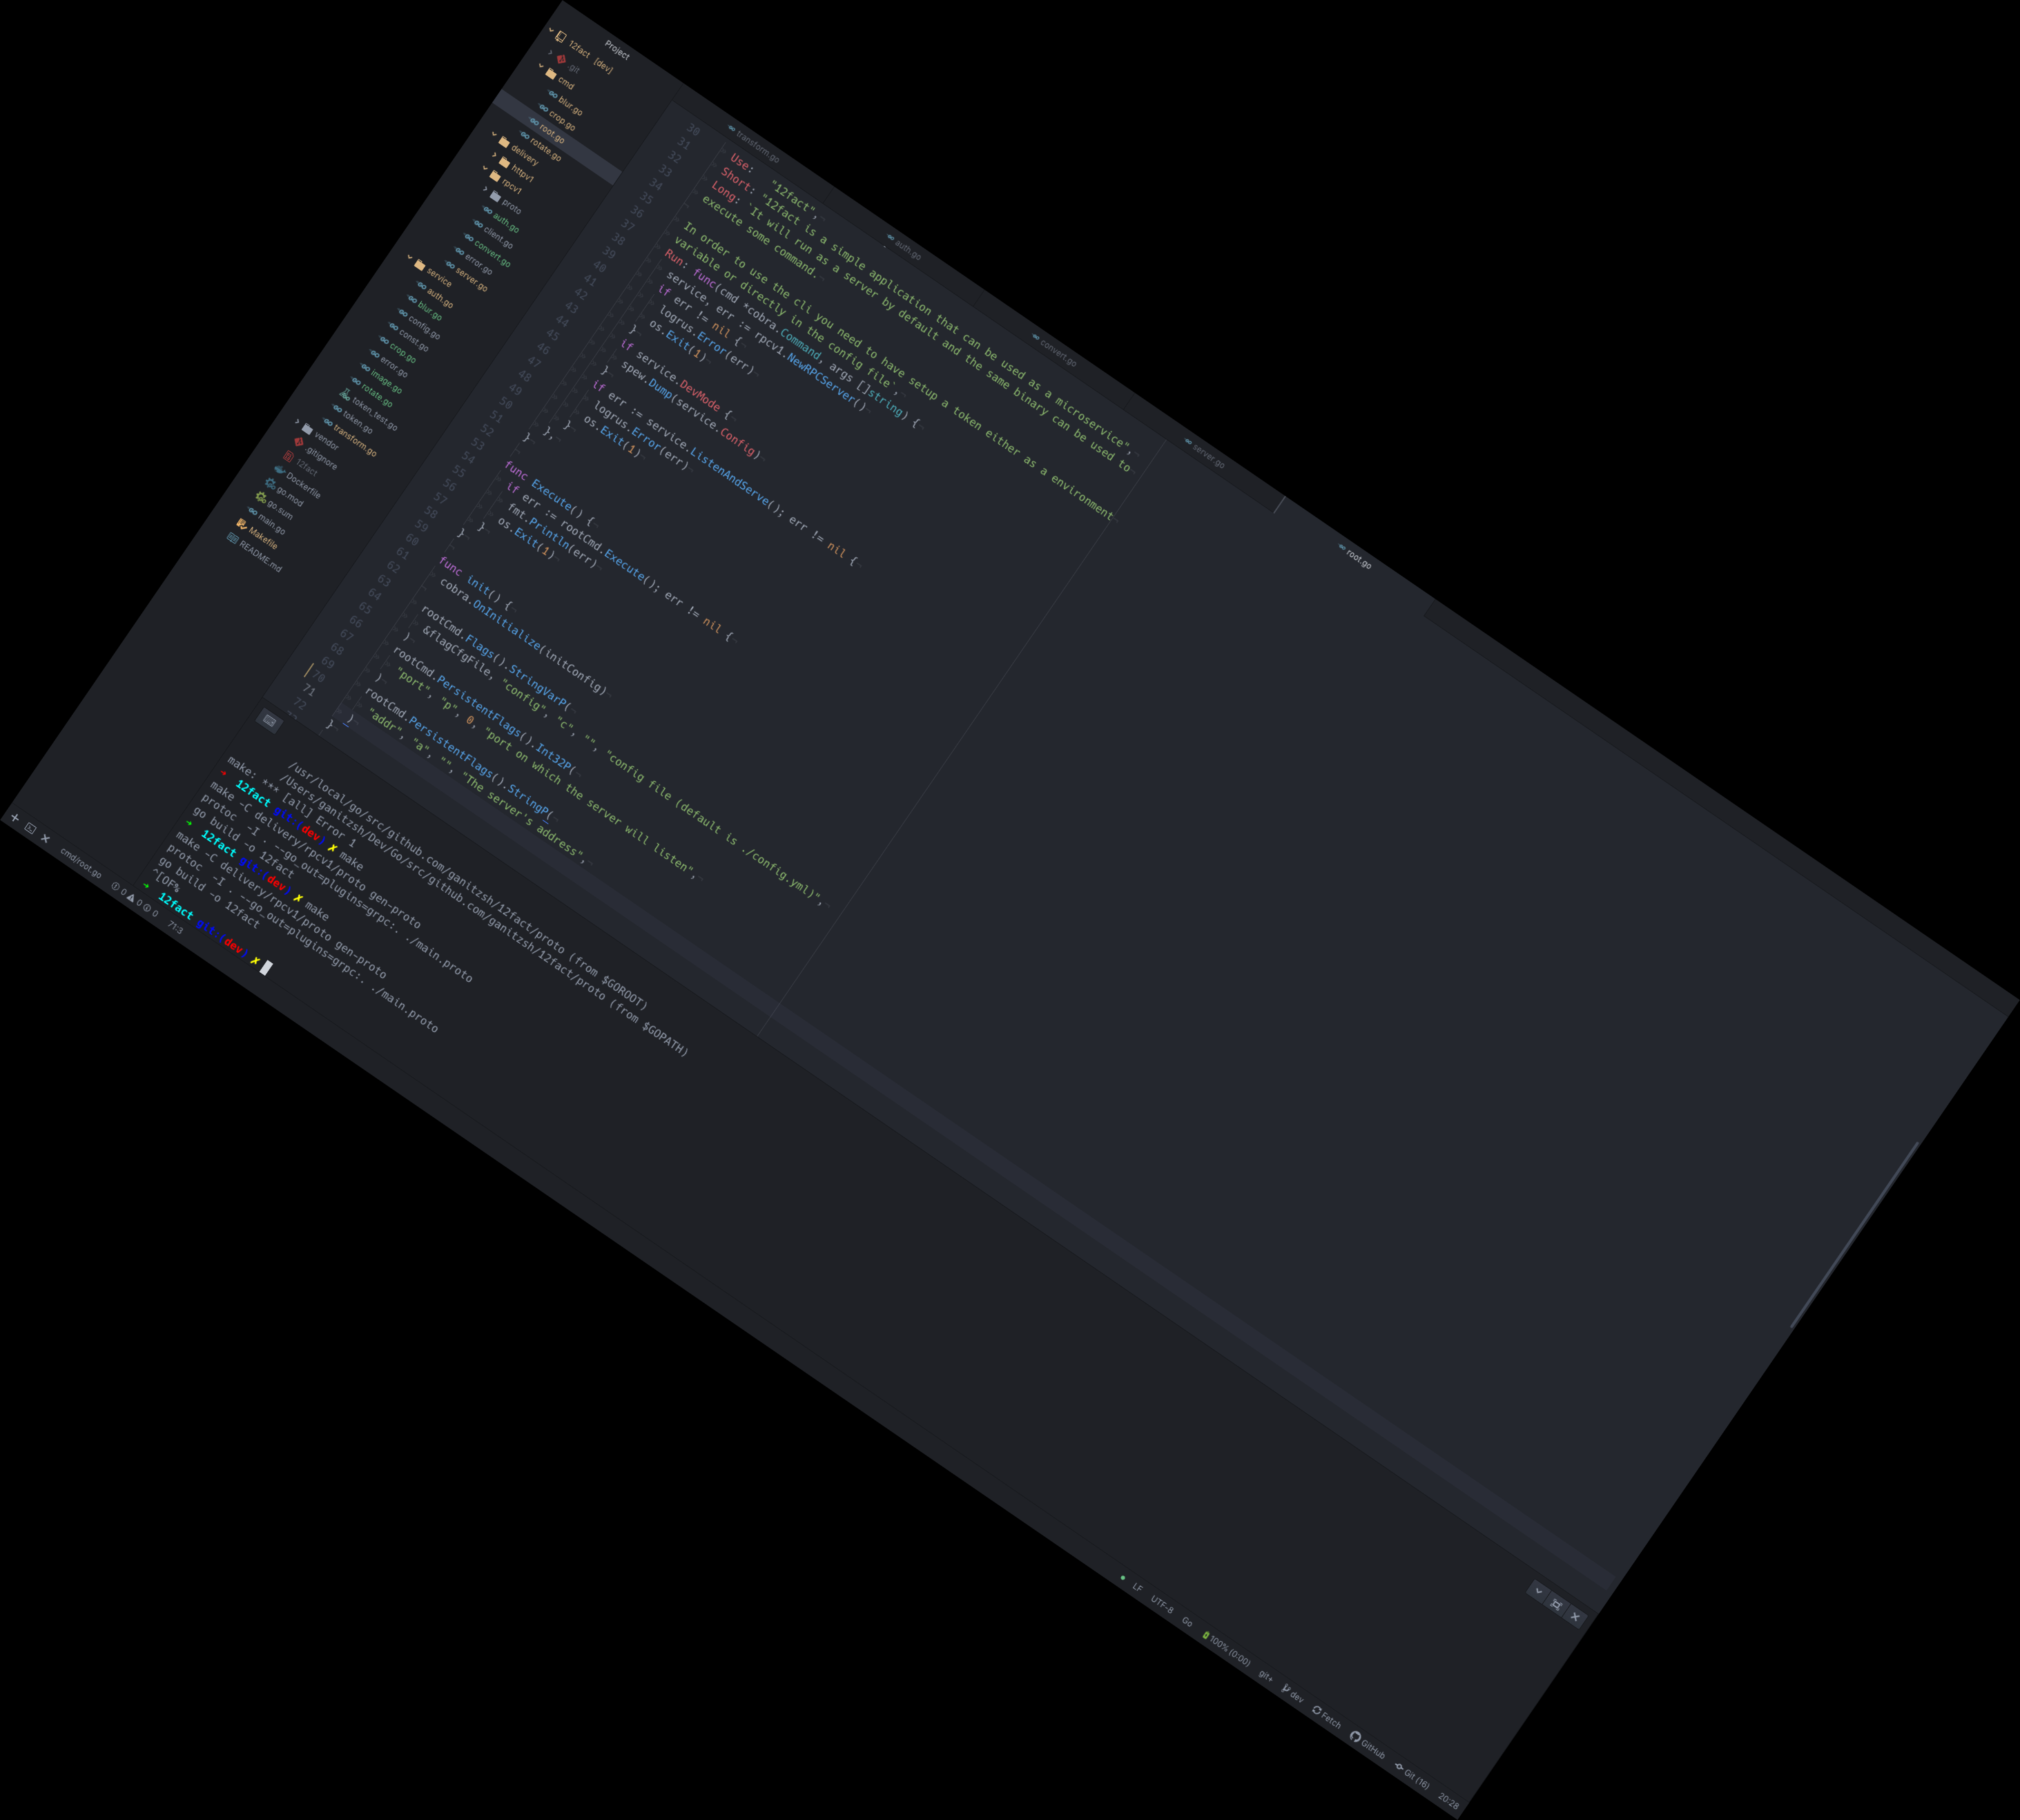 Project
12fact [dev]
.git
cmd
blur.go
crop.go
root.go
rotate.go
delivery
httpv1
rpcv1
proto
auth.go
client.go
convert.go
error.go
server.go
service
auth.go
blur.go
config.go
const.go
crop.go
error.go
image.go
rotate.go
token_test.go
token.go
transform.go
vendor
.gitignore
12fact
Dockerfile
go.mod
go.sum
main.go
Makefile
README.md
transform.go
auth.go
convert.go
server.go
root.go
30 Use:   "12fact",
31 Short: "12fact is a simple application that can be used as a microservice",
32 Long: `It will run as a server by default and the same binary can be used to
33 execute some command.
34
35 In order to use the cli you need to have setup a token either as a environment
36 variable or directly in the config file`,
37 Run: func(cmd *cobra.Command, args []string) {
38 service, err := rpcv1.NewRPCServer()
39 if err != nil {
40 logrus.Error(err)
41 os.Exit(1)
42 }
43 if service.DevMode {
44 spew.Dump(service.Config)
45 }
46 if err := service.ListenAndServe(); err != nil {
47 logrus.Error(err)
48 os.Exit(1)
49 }
50 },
51 }
52
53 func Execute() {
54 if err := rootCmd.Execute(); err != nil {
55 fmt.Println(err)
56 os.Exit(1)
57 }
58 }
59
60 func init() {
61 cobra.OnInitialize(initConfig)
62
63 rootCmd.Flags().StringVarP(
64 &flagCfgFile, "config", "c", "", "config file (default is ./config.yml)",
65 )
66 rootCmd.PersistentFlags().Int32P(
67 "port", "p", 0, "port on which the server will listen",
68 )
69 rootCmd.PersistentFlags().StringP(
70 "addr", "a", "", "The server's address",
71 )
72 }
/usr/local/go/src/github.com/ganitzsh/12fact/proto (from $GOROOT)
/Users/ganitzsh/Dev/Go/src/github.com/ganitzsh/12fact/proto (from $GOPATH)
make: *** [all] Error 1
➜ 12fact git:(dev) ✗ make
make -C delivery/rpcv1/proto gen-proto
protoc -I . --go_out=plugins=grpc:. ./main.proto
go build -o 12fact
➜ 12fact git:(dev) ✗ make
make -C delivery/rpcv1/proto gen-proto
protoc -I . --go_out=plugins=grpc:. ./main.proto
go build -o 12fact
^[OF%
➜ 12fact git:(dev) ✗
cmd/root.go 0 0 0 71:3 LF UTF-8 Go 100% (0:00) git+ dev Fetch GitHub Git (16) 20:28